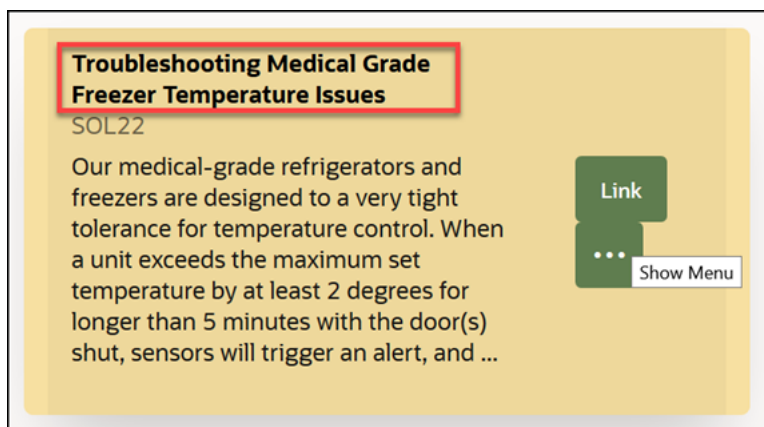 Troubleshooting Medical Grade
Freezer Temperature Issues
SOL22
Our medical-grade refrigerators and
freezers are designed to a very tight
tolerance for temperature control. When
a unit exceeds the maximum set
temperature by at least 2 degrees for
longer than 5 minutes with the door(s)
shut, sensors will trigger an alert, and ...
Link
...
Show Menu